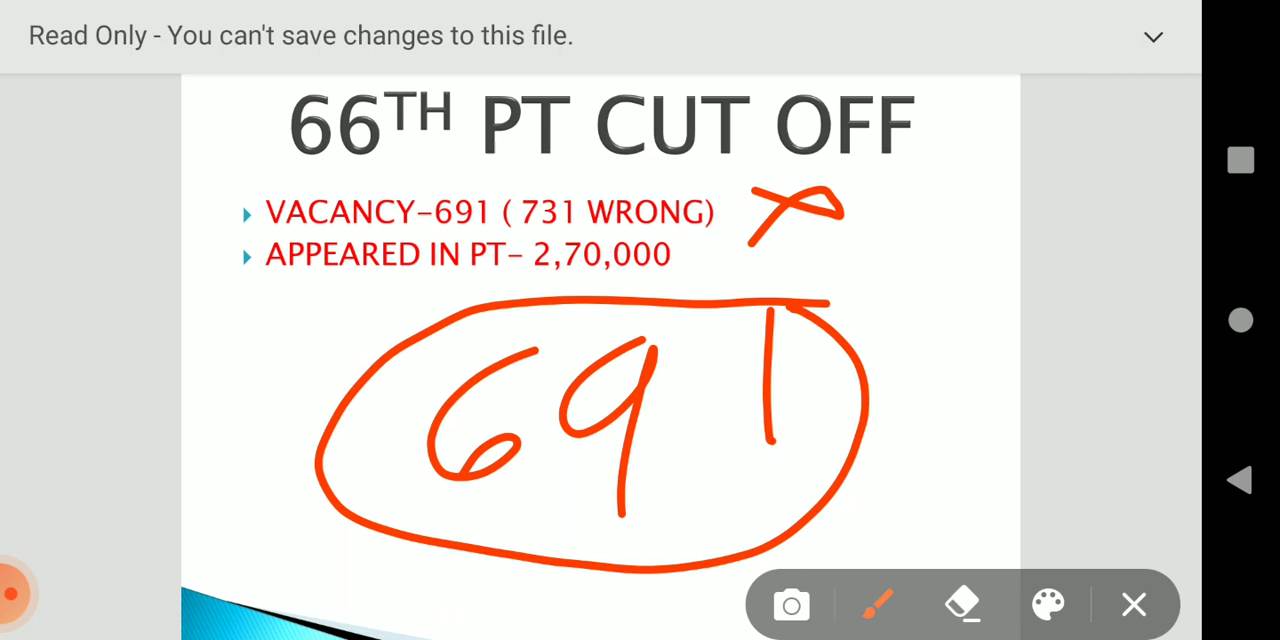 Read Only - You can't save changes to this file.
66TH PT CUT OFF
VACANCY-691 ( 731 WRONG)
APPEARED IN PT- 2,70,000
691